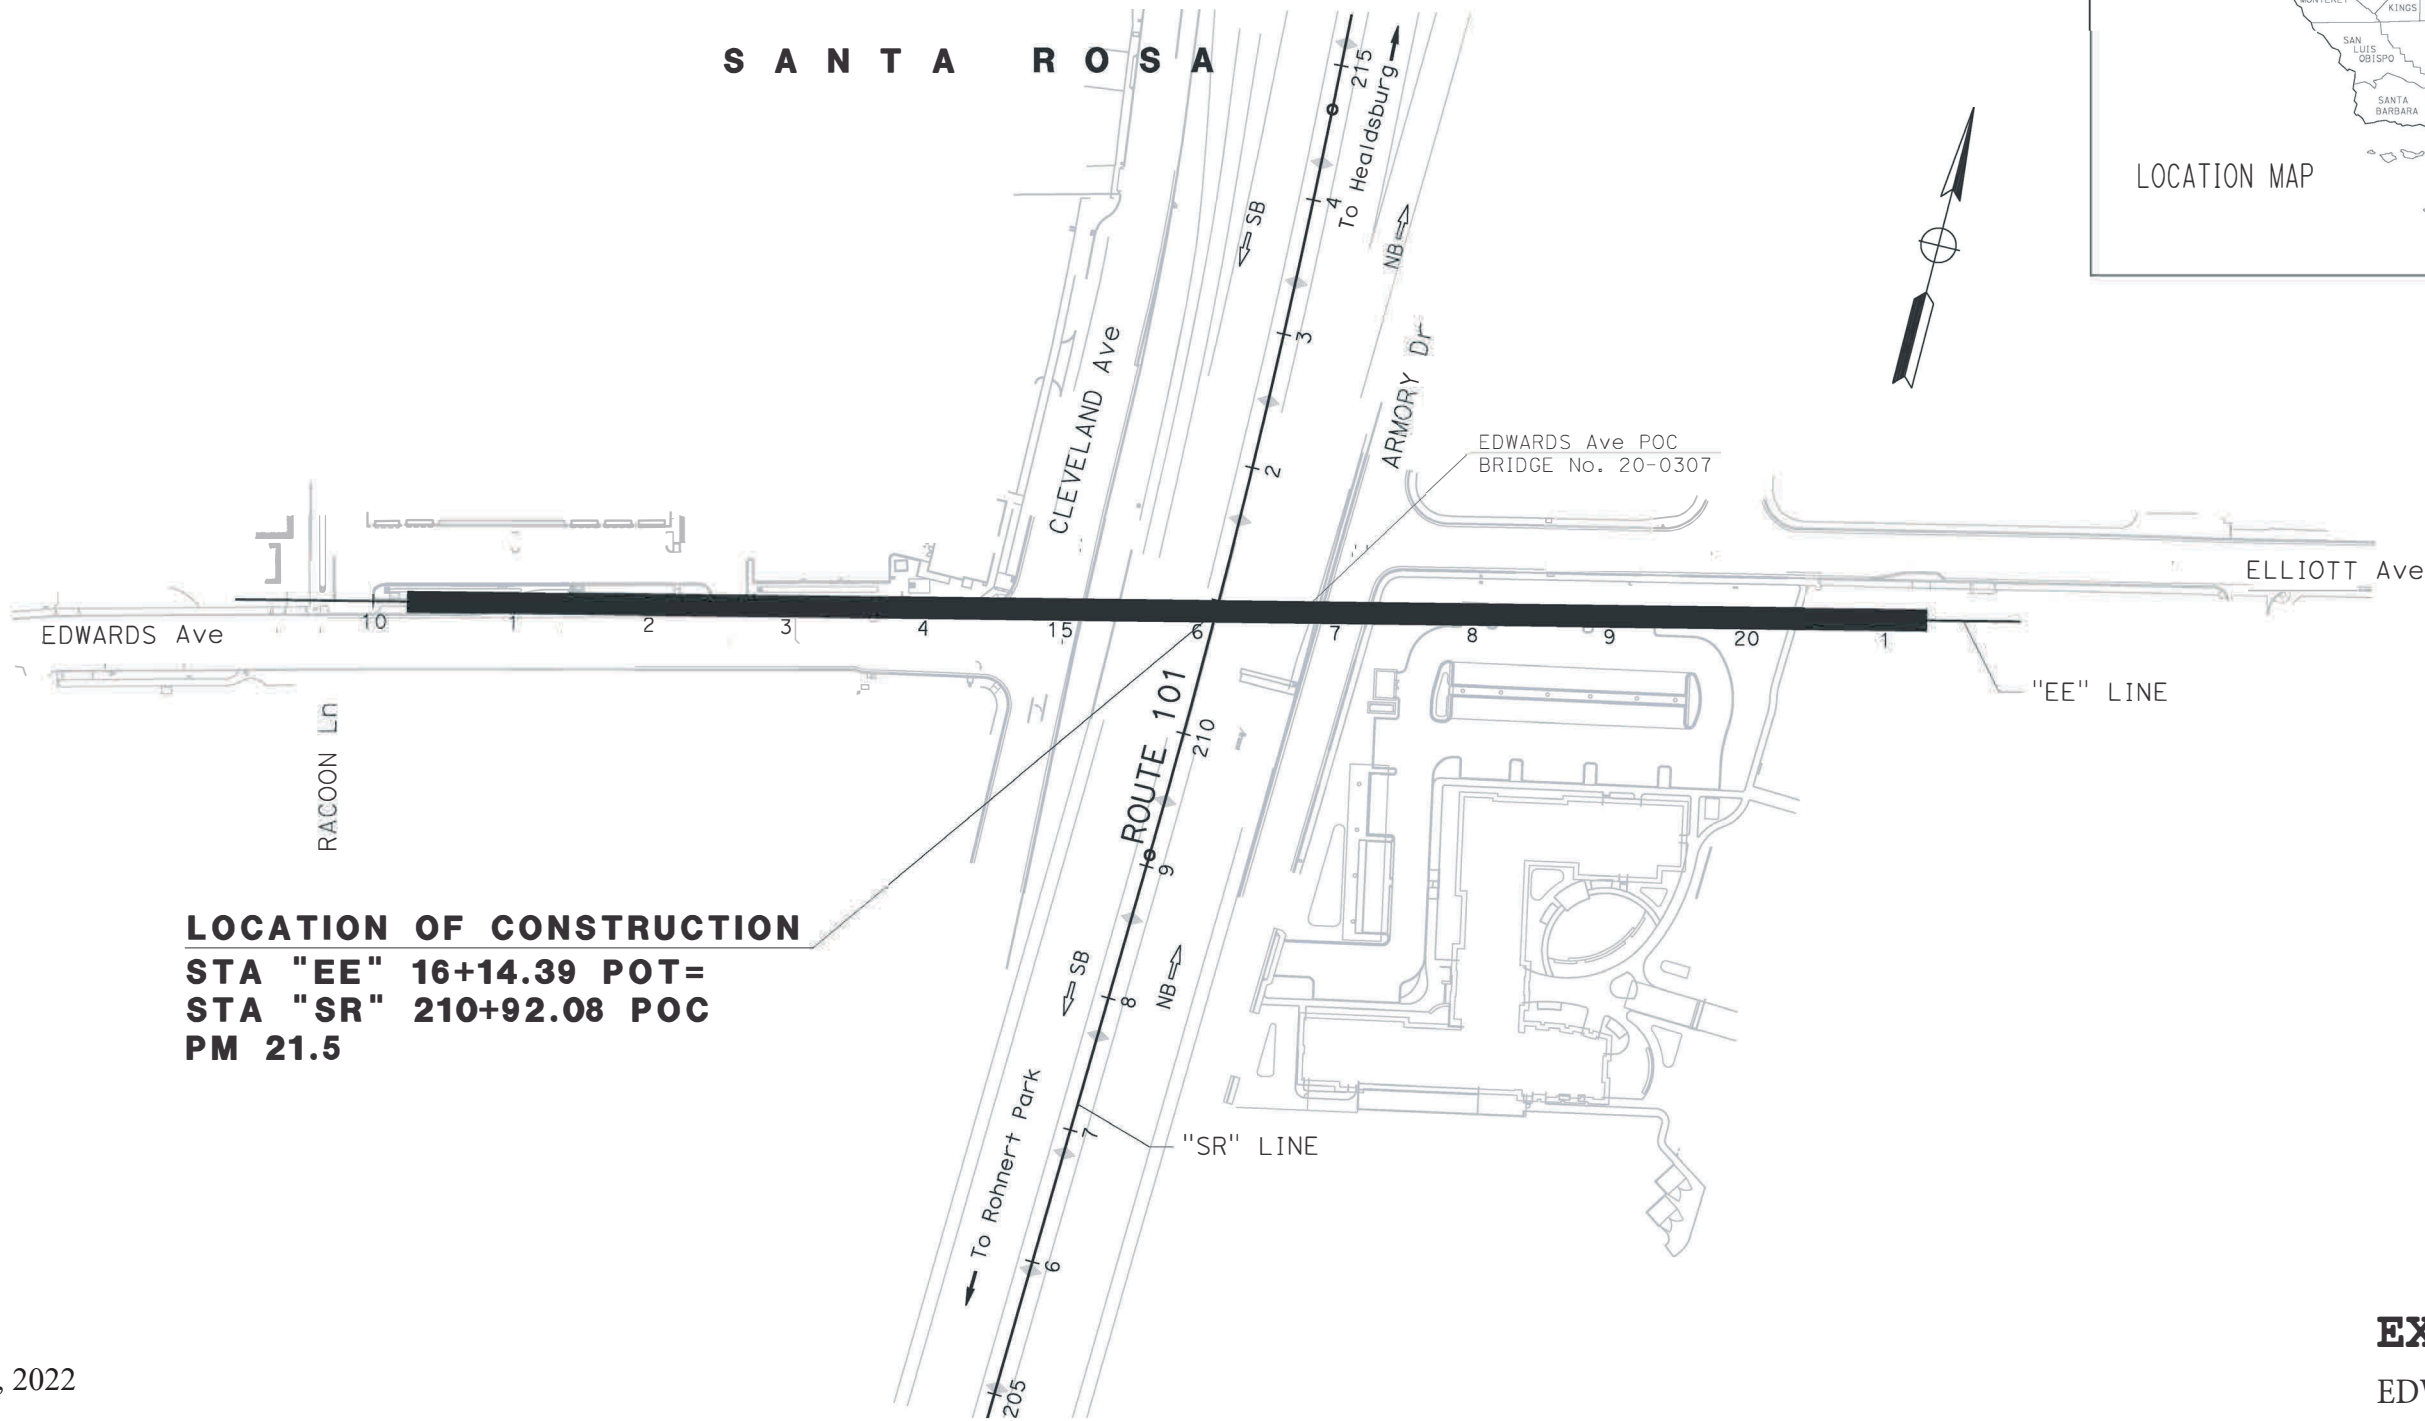 SANTA ROSA
MONTEREY
KINGS
SAN
LUIS
OBISPO
SANTA
BARBARA
LOCATION MAP
215
To Healdsburg
4
SB
NB
3
CLEVELAND Ave
ARMORY Dr
2
EDWARDS Ave POC
BRIDGE No. 20-0307
ELLIOTT Ave
EDWARDS Ave
10
1
2
3
4
15
6
7
8
9
20
1
"EE" LINE
RACOON Ln
ROUTE 101
210
9
LOCATION OF CONSTRUCTION
STA "EE" 16+14.39 POT=
STA "SR" 210+92.08 POC
PM 21.5
SB
NB
8
7
"SR" LINE
To Rohnert Park
6
205
, 2022
EX
EDW